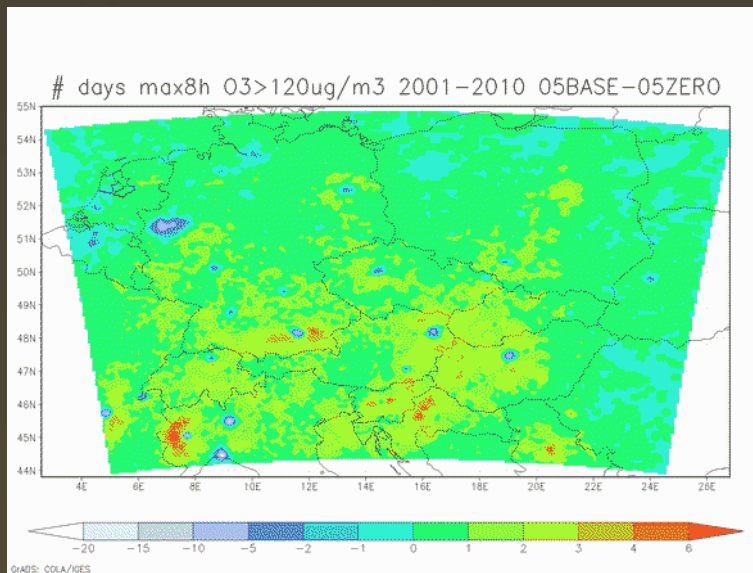 # days max8h O3>120ug/m3 2001-2010 05BASE-05ZERO
55N
54N
53N
52N
51N
50N
49N
48N
47N
46N
45N
44N
4E 6E 8E 10E 12E 14E 16E 18E 20E 22E 24E 26E
-20 -15 -10 -5 -2 -1 0 1 2 3 4 6
GrADS: COLA/IGES